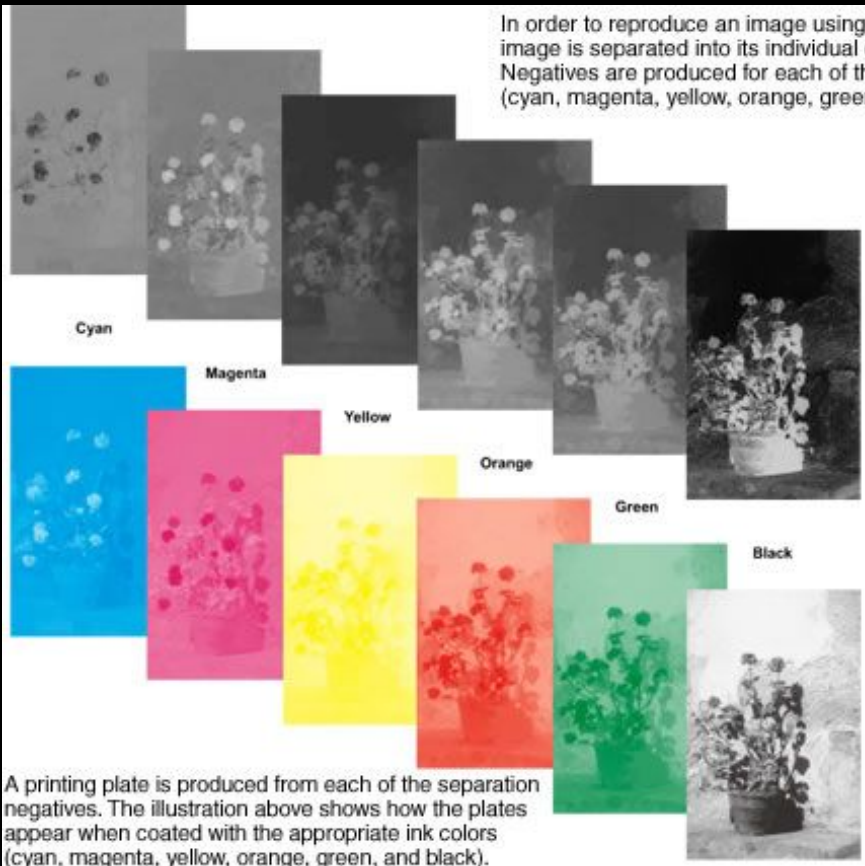 In order to reproduce an image using
image is separated into its individual
Negatives are produced for each of th
(cyan, magenta, yellow, orange, gree
Cyan
Magenta
Yellow
Orange
Green
Black
A printing plate is produced from each of the separation
negatives. The illustration above shows how the plates
appear when coated with the appropriate ink colors
(cyan, magenta, yellow, orange, green, and black).